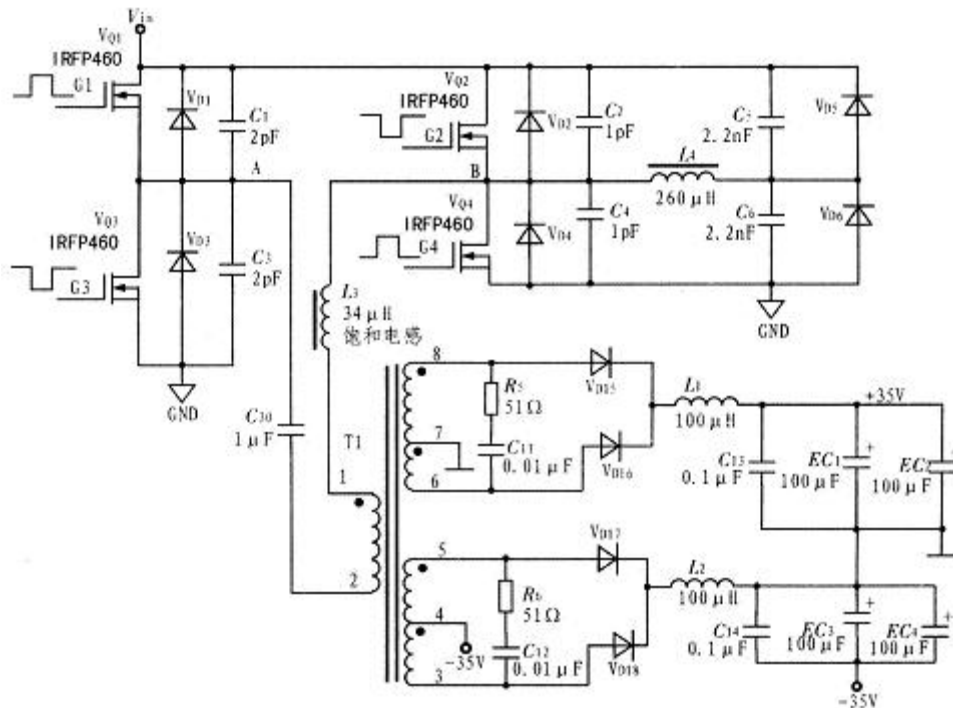 Vin
VQ1
IRFP460
G1
VD1
C1
2pF
A
VQ3
IRFP460
G3
VD3
C3
2pF
GND
VQ2
IRFP460
G2
B
VQ4
IRFP460
G4
VD2
VD4
C2
1pF
C4
1pF
L4
260μH
C5
2.2nF
C6
2.2nF
VD5
VD6
GND
L3
34μH
饱和电感
C30
1μF
T1
1
2
8
7
6
R5
51Ω
C11
0.01μF
VD15
VD16
L1
100μH
+35V
C13
0.1μF
EC1
100μF
+
EC2
100μF
+
5
4
-35V
3
R6
51Ω
C12
0.01μF
VD17
VD18
L2
100μH
C14
0.1μF
EC3
100μF
+
EC4
100μF
+
-35V